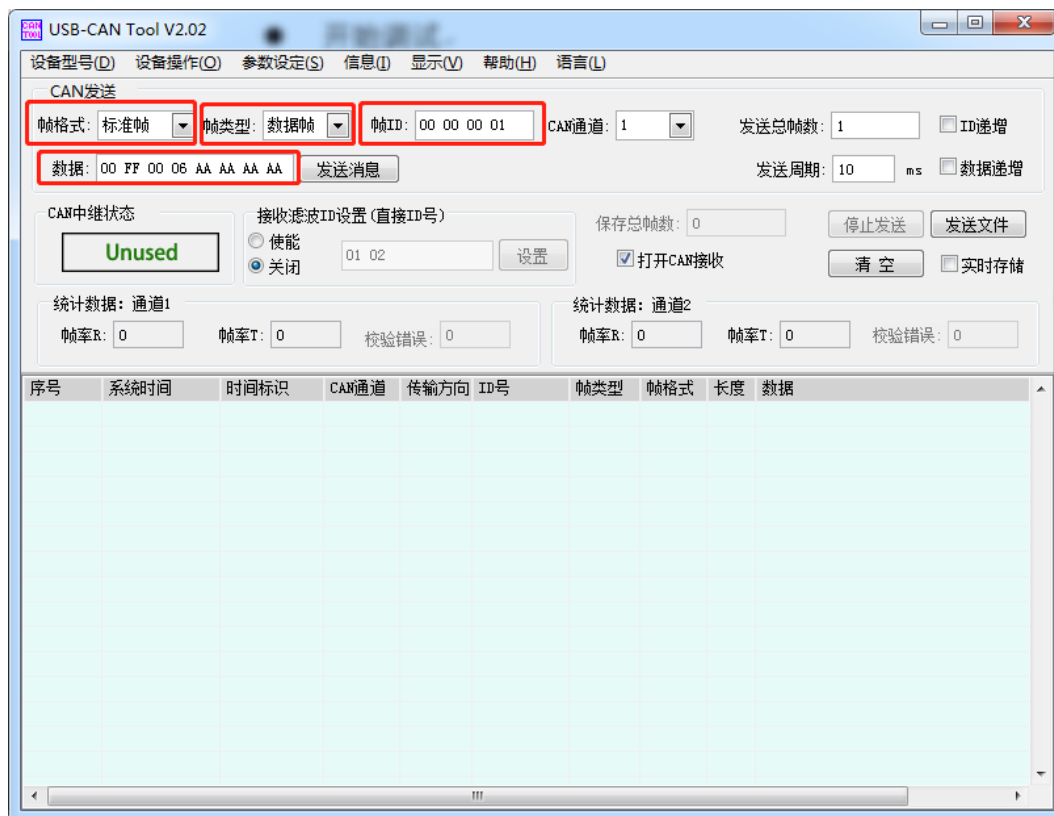 USB-CAN Tool V2.02
开始调试
设备型号(D) 设备操作(O) 参数设定(S) 信息(I) 显示(V) 帮助(H) 语言(L)
CAN发送
帧格式: 标准帧 帧类型: 数据帧 帧ID: 00 00 00 01 CAN通道: 1 发送总帧数: 1 ID递增
数据: 00 FF 00 06 AA AA AA AA 发送消息 发送周期: 10 ms 数据递增
CAN中继状态 接收滤波ID设置(直接ID号) 保存总帧数: 0 停止发送 发送文件
Unused 使能 01 02 设置
关闭 打开CAN接收 清 空 实时存储
统计数据: 通道1 统计数据: 通道2
帧率R: 0 帧率T: 0 校验错误: 0 帧率R: 0 帧率T: 0 校验错误: 0
序号 系统时间 时间标识 CAN通道 传输方向 ID号 帧类型 帧格式 长度 数据